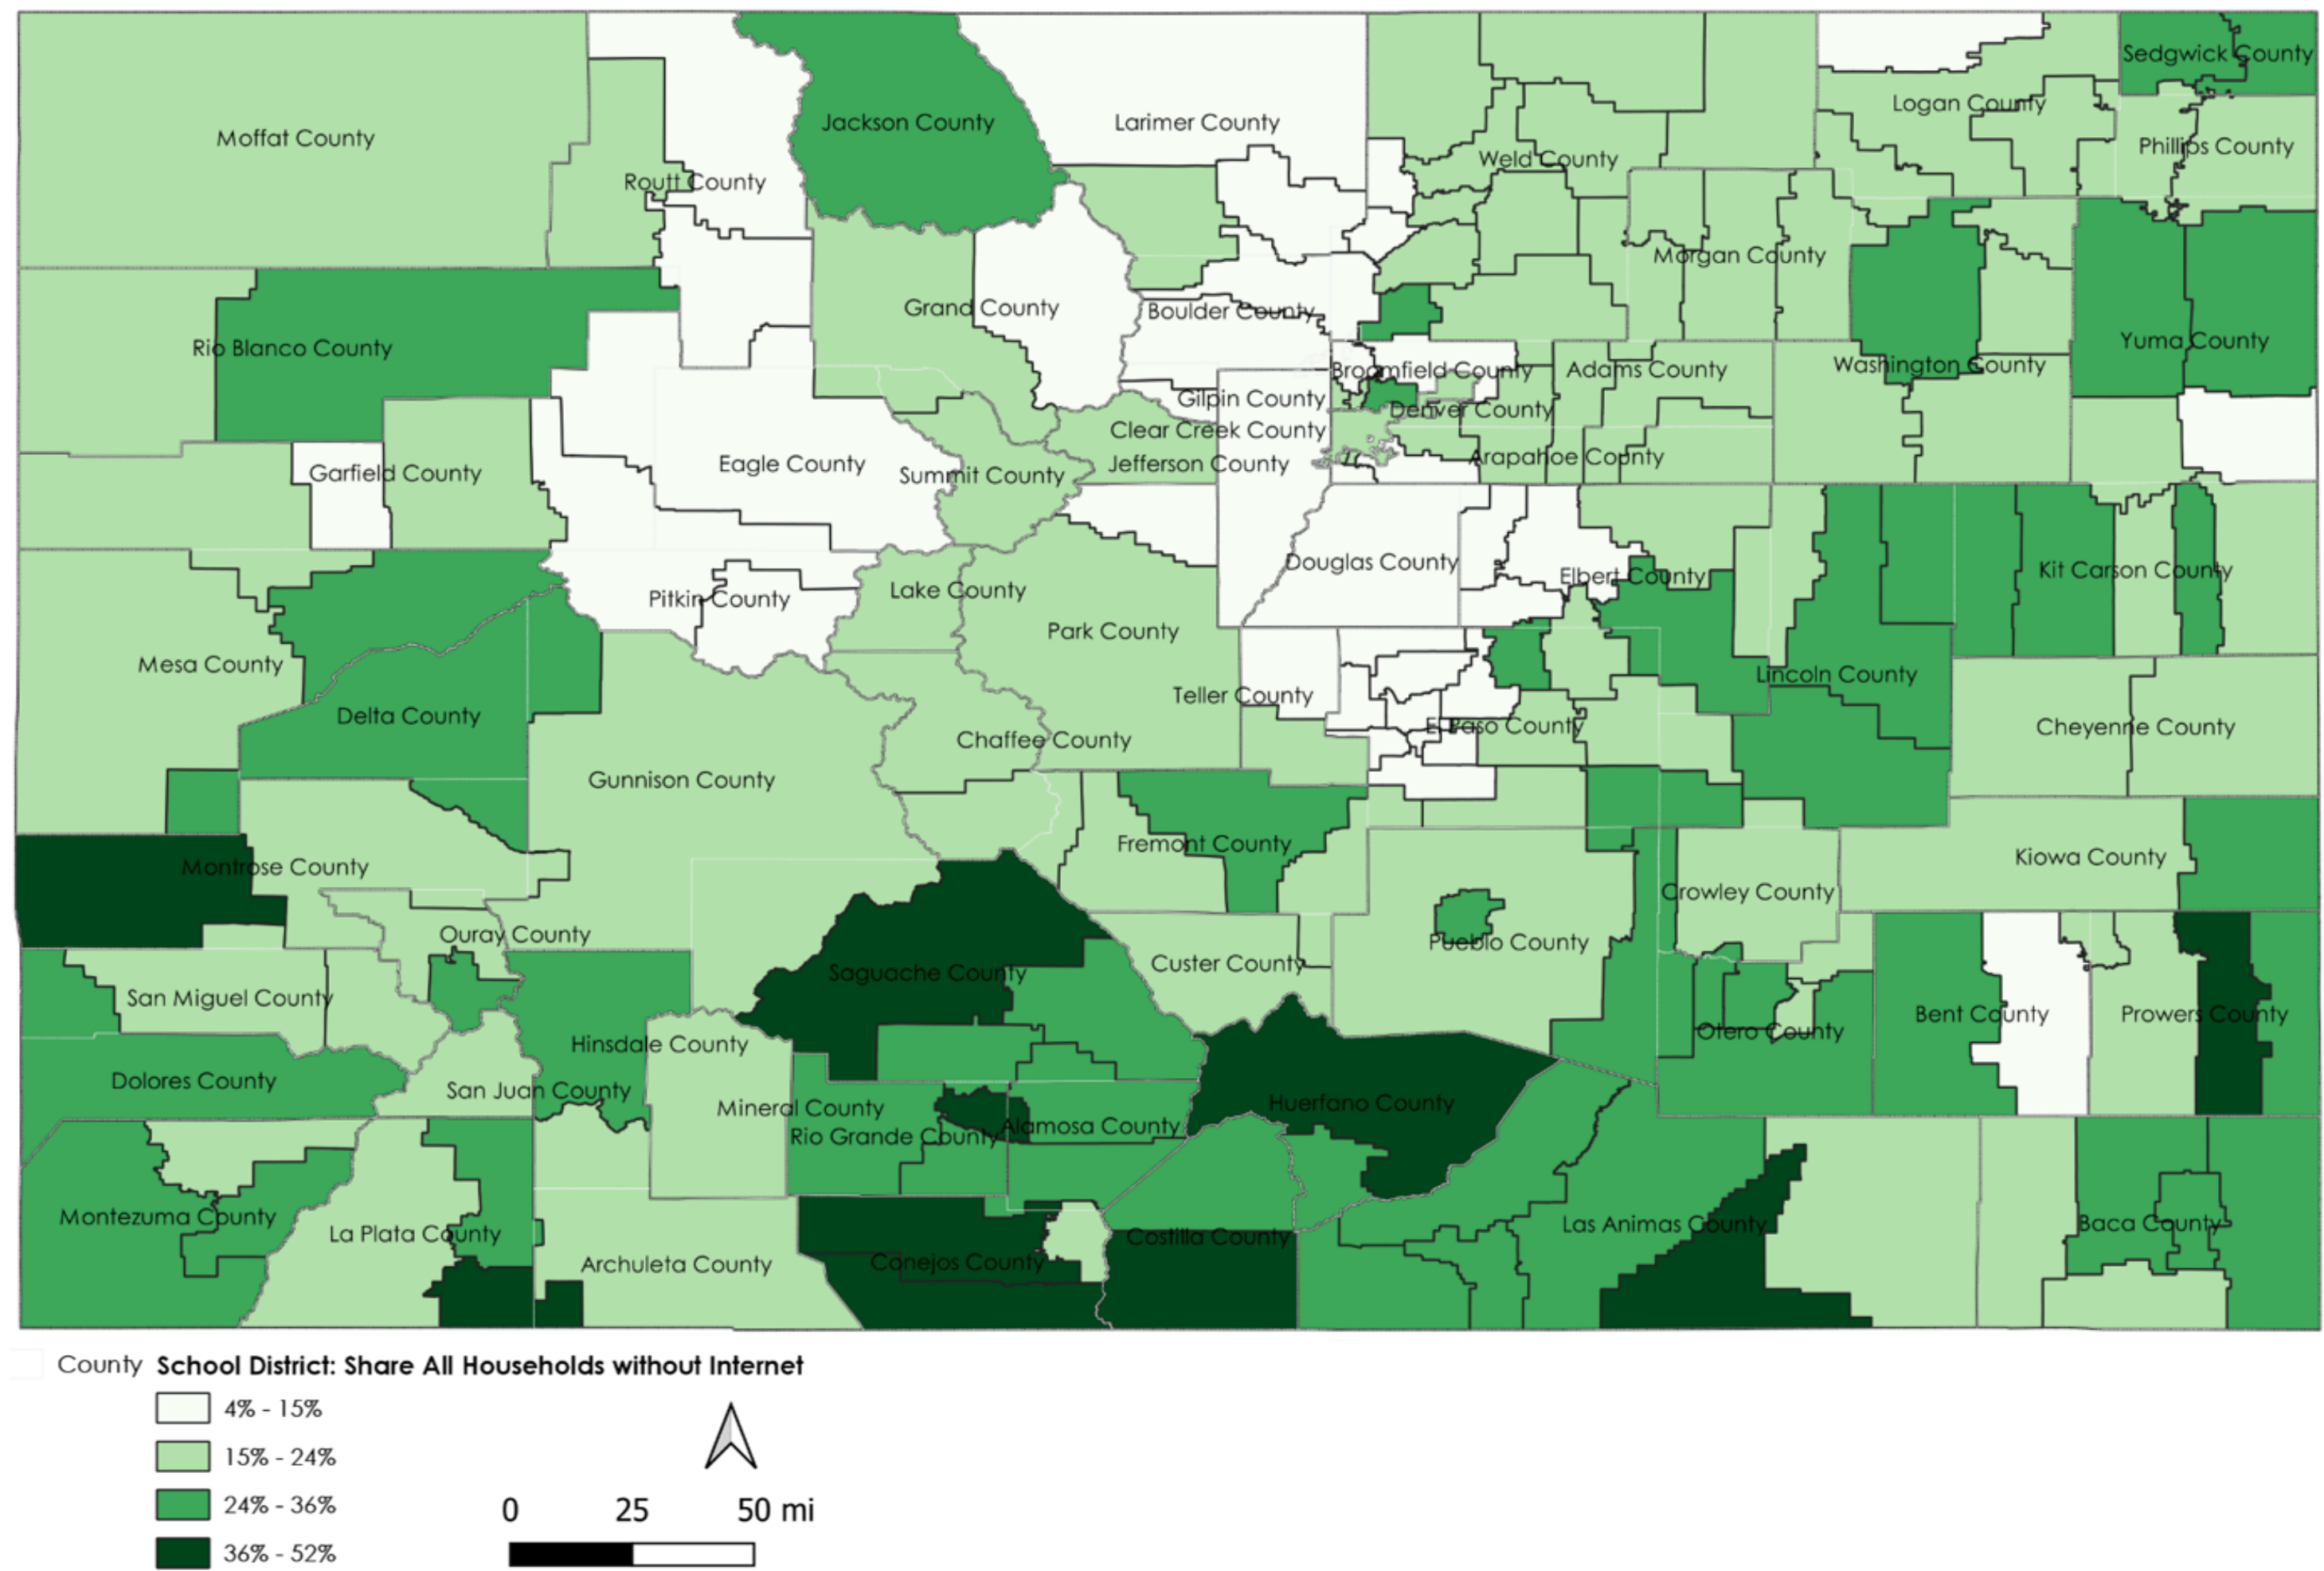 Sedgwick County
Logan County
Jackson County
Larimer County
Moffat County
Phillips County
Weld County
Routt County
Morgan County
Grand County
Boulder County
Yuma County
Rio Blanco County
Washington County
Broomfield County
Adams County
Gilpin County
Denver County
Clear Creek County
Arapahoe County
Eagle County
Jefferson County
Garfield County
Summit County
Douglas County
Kit Carson County
Elbert County
Lake County
Pitkin County
Park County
Mesa County
Lincoln County
Teller County
Delta County
El Paso County
Cheyenne County
Chaffee County
Gunnison County
Fremont County
Kiowa County
Montrose County
Crowley County
Ouray County
Pueblo County
Custer County
Saguache County
San Miguel County
Bent County
Prowers County
Otero County
Hinsdale County
Dolores County
San Juan County
Huerfano County
Mineral County
Alamosa County
Rio Grande County
Montezuma County
Las Animas County
Baca County
La Plata County
Costilla County
Conejos County
Archuleta County
County School District: Share All Households without Internet
4% - 15%
15% - 24%
24% - 36%
36% - 52%
0 25 50 mi